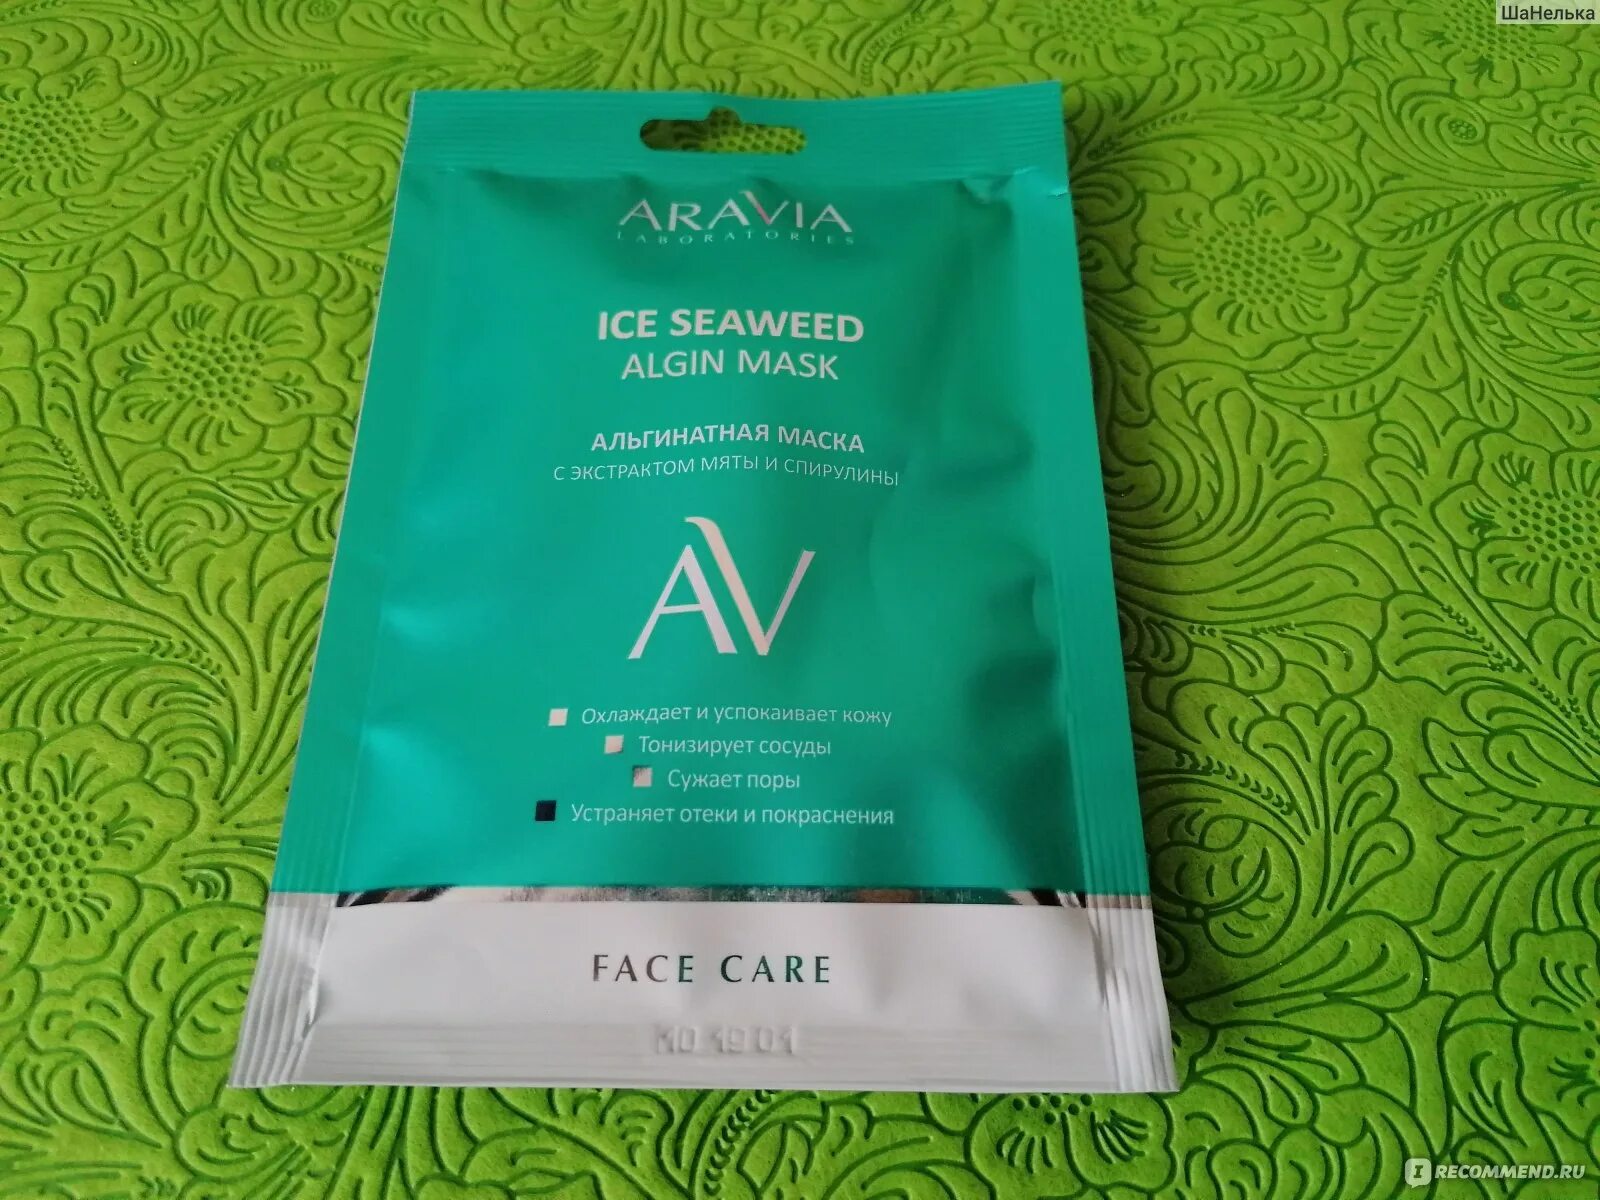 ШаНелька
ARAVIA
LABORATORIES
ICE SEAWEED
ALGIN MASK
АЛЬГИНАТНАЯ МАСКА
С ЭКСТРАКТОМ МЯТЫ И СПИРУЛИНЫ
AV
Охлаждает и успокаивает кожу
Тонизирует сосуды
Сужает поры
Устраняет отеки и покраснения
FACE CARE
RECOMMEND.RU